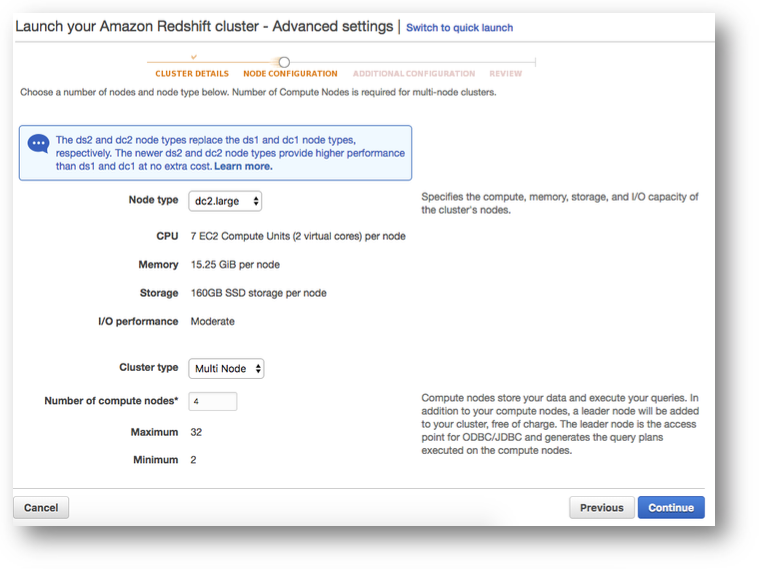 Launch your Amazon Redshift cluster - Advanced settings | Switch to quick launch
CLUSTER DETAILS NODE CONFIGURATION ADDITIONAL CONFIGURATION REVIEW
Choose a number of nodes and node type below. Number of Compute Nodes is required for multi-node clusters.
The ds2 and dc2 node types replace the ds1 and dc1 node types,
respectively. The newer ds2 and dc2 node types provide higher performance
than ds1 and dc1 at no extra cost. Learn more.
Node type dc2.large Specifies the compute, memory, storage, and I/O capacity of
the cluster's nodes.
CPU 7 EC2 Compute Units (2 virtual cores) per node
Memory 15.25 GiB per node
Storage 160GB SSD storage per node
I/O performance Moderate
Cluster type Multi Node
Number of compute nodes* 4
Maximum 32
Minimum 2
Compute nodes store your data and execute your queries. In
addition to your compute nodes, a leader node will be added
to your cluster, free of charge. The leader node is the access
point for ODBC/JDBC and generates the query plans
executed on the compute nodes.
Cancel Previous Continue